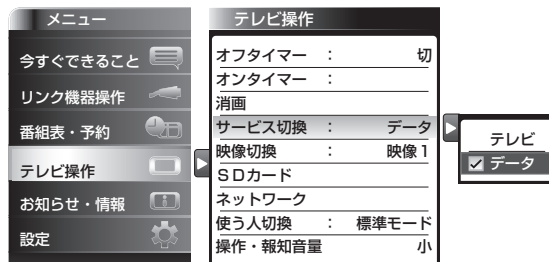 メニュー
今すぐできること
リンク機器操作
番組表・予約
テレビ操作
お知らせ・情報
設定
テレビ操作
オフタイマー : 切
オンタイマー :
消画
サービス切換 : データ
映像切換 : 映像1
SDカード
ネットワーク
使う人切換 : 標準モード
操作・報知音量 小
テレビ
データ